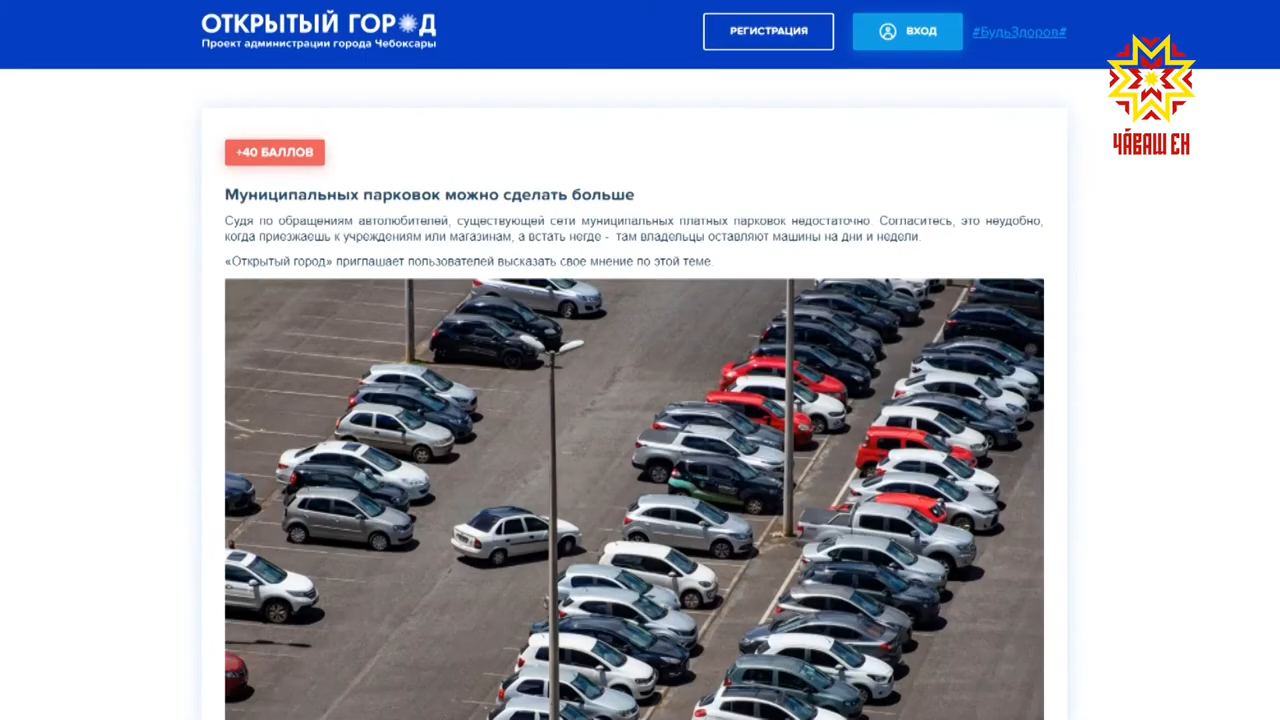 ОТКРЫТЫЙ ГОРОД
Проект администрации города Чебоксары
РЕГИСТРАЦИЯ
ВХОД
#БудьЗдоров#
ЧӐВАШ ЕН
+40 БАЛЛОВ
Муниципальных парковок можно сделать больше
Судя по обращениям автолюбителей, существующей сети муниципальных платных парковок недостаточно. Согласитесь, это неудобно,
когда приезжаешь к учреждениям или магазинам, а встать негде - там владельцы оставляют машины на дни и недели.
«Открытый город» приглашает пользователей высказать свое мнение по этой теме.